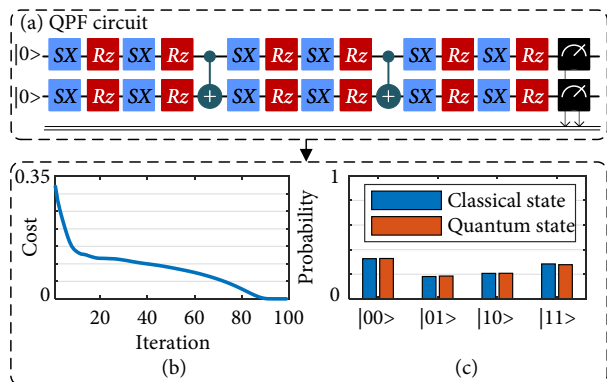 (a) QPF circuit
|0> SX Rz SX Rz SX Rz SX Rz SX Rz SX Rz
|0> SX Rz SX Rz + SX Rz SX Rz + SX Rz SX Rz
0.35
Cost
0
20 40 60 80 100
Iteration
(b)
1
Probability
0
Classical state
Quantum state
|00> |01> |10> |11>
(c)